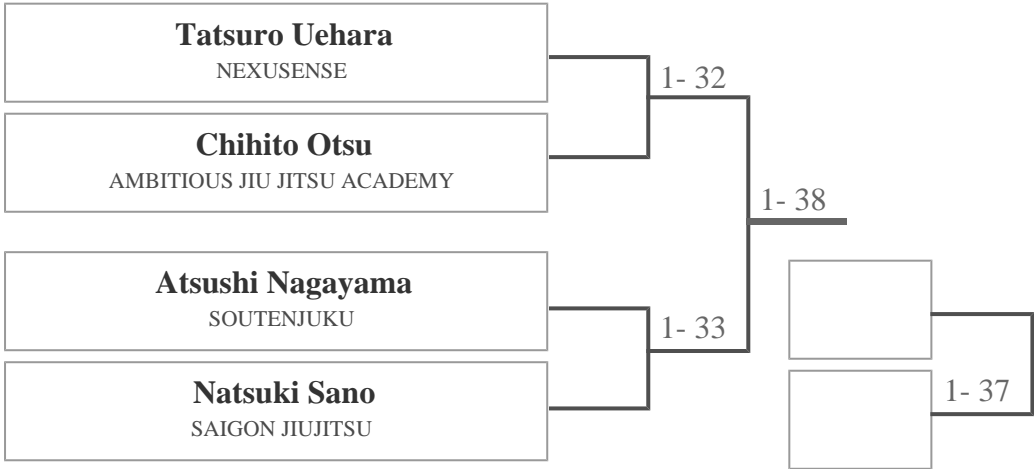 Tatsuro Uehara
NEXUSENSE
1- 32
Chihito Otsu
AMBITIOUS JIU JITSU ACADEMY
1- 38
Atsushi Nagayama
SOUTENJUKU
1- 33
Natsuki Sano
SAIGON JIUJITSU
1- 37